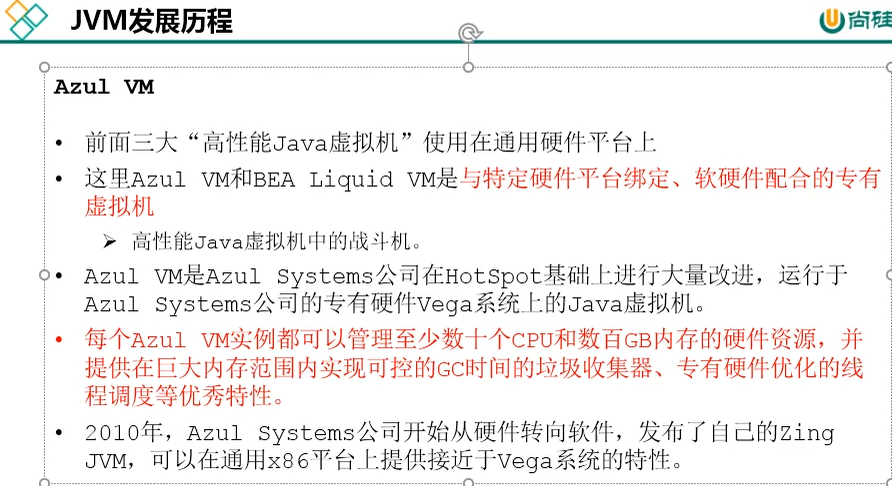 JVM发展历程
尚硅
Azul VM
• 前面三大“高性能Java虚拟机”使用在通用硬件平台上
• 这里Azul VM和BEA Liquid VM是与特定硬件平台绑定、软硬件配合的专有
虚拟机
➢ 高性能Java虚拟机中的战斗机。
• Azul VM是Azul Systems公司在HotSpot基础上进行大量改进，运行于
Azul Systems公司的专有硬件Vega系统上的Java虚拟机。
• 每个Azul VM实例都可以管理至少数十个CPU和数百GB内存的硬件资源，并
提供在巨大内存范围内实现可控的GC时间的垃圾收集器、专有硬件优化的线
程调度等优秀特性。
• 2010年，Azul Systems公司开始从硬件转向软件，发布了自己的Zing
JVM，可以在通用x86平台上提供接近于Vega系统的特性。